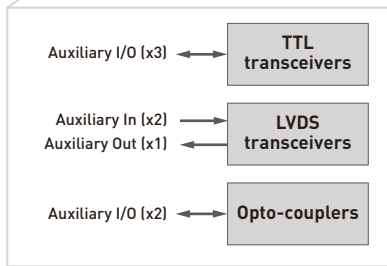 Auxiliary I/O (x3)
TTL
transceivers
Auxiliary In (x2)
Auxiliary Out (x1)
LVDS
transceivers
Auxiliary I/O (x2)
Opto-couplers